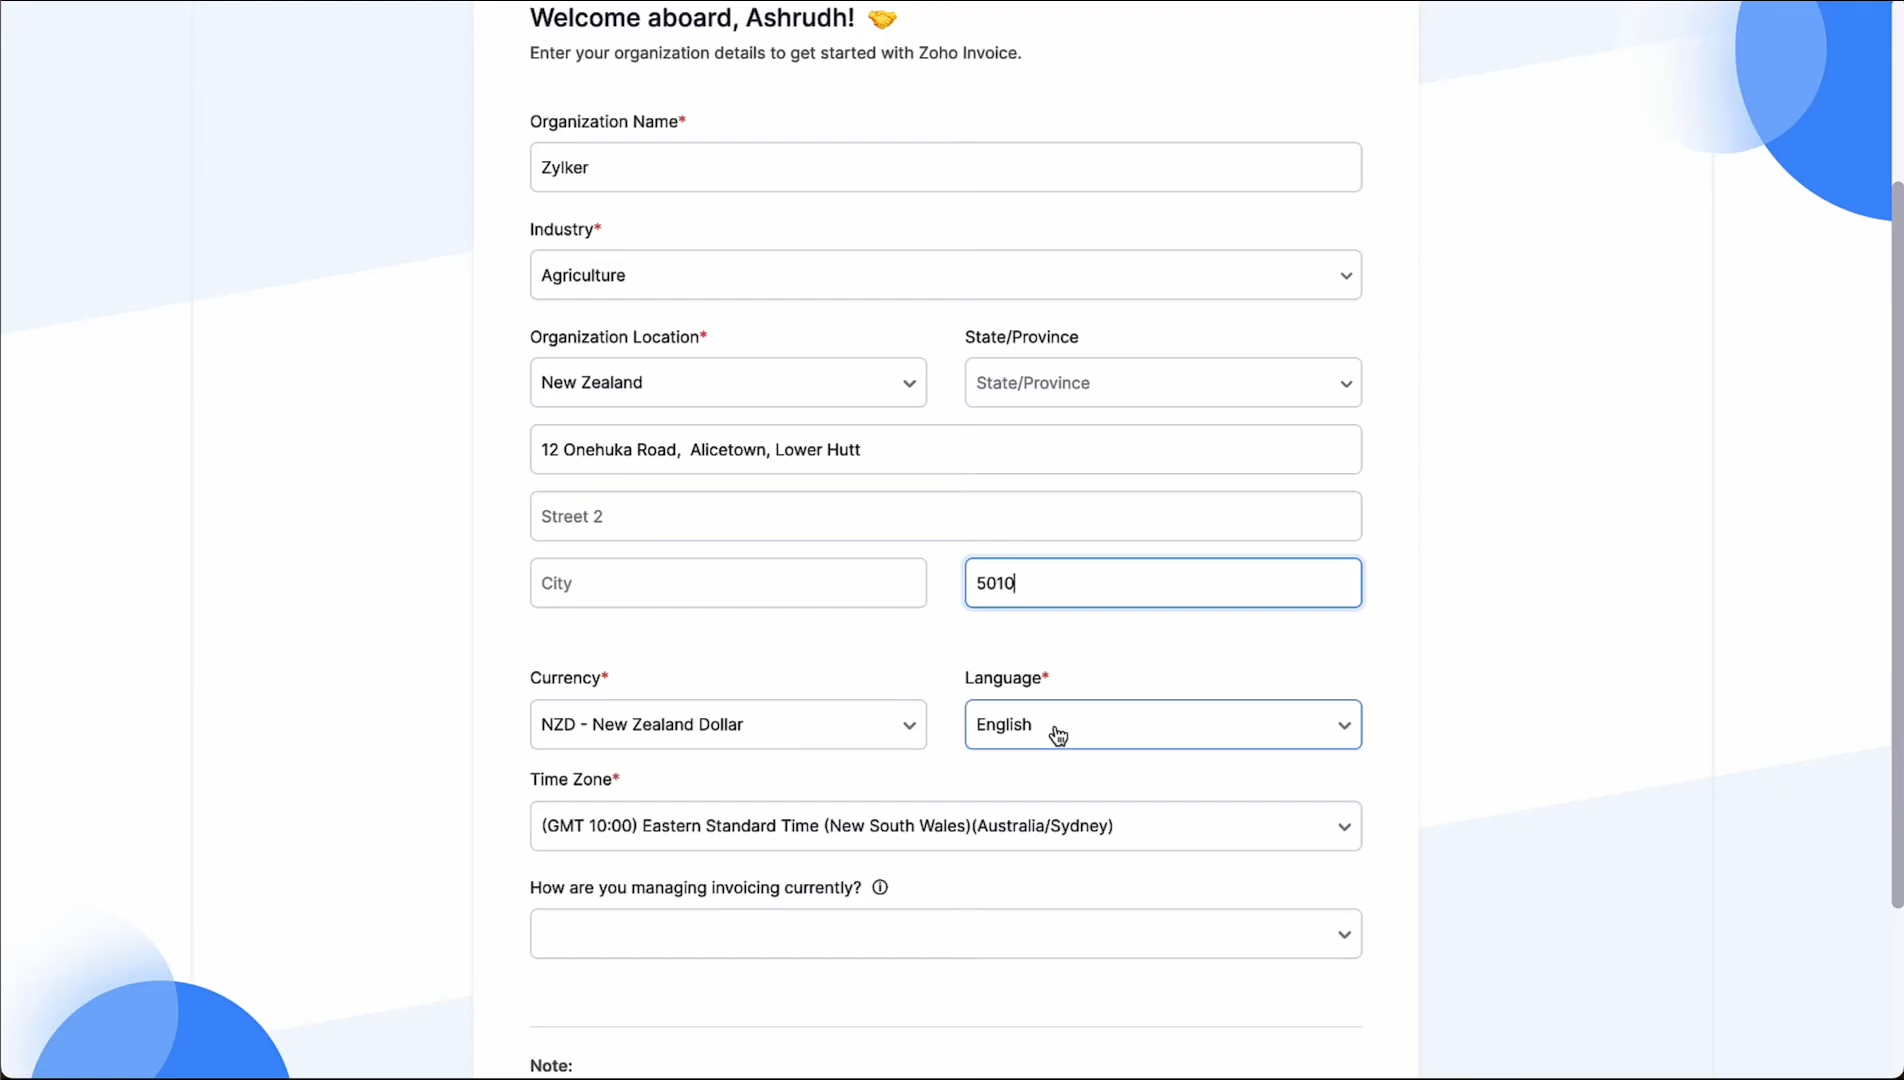 Welcome aboard, Ashrudh! 🤝
Enter your organization details to get started with Zoho Invoice.
Organization Name*
Zylker
Industry*
Agriculture
Organization Location*
State/Province
New Zealand
State/Province
12 Onehuka Road,  Alicetown, Lower Hutt
Street 2
City
5010
Currency*
Language*
NZD - New Zealand Dollar
English
Time Zone*
(GMT 10:00) Eastern Standard Time (New South Wales)(Australia/Sydney)
How are you managing invoicing currently?
Note: